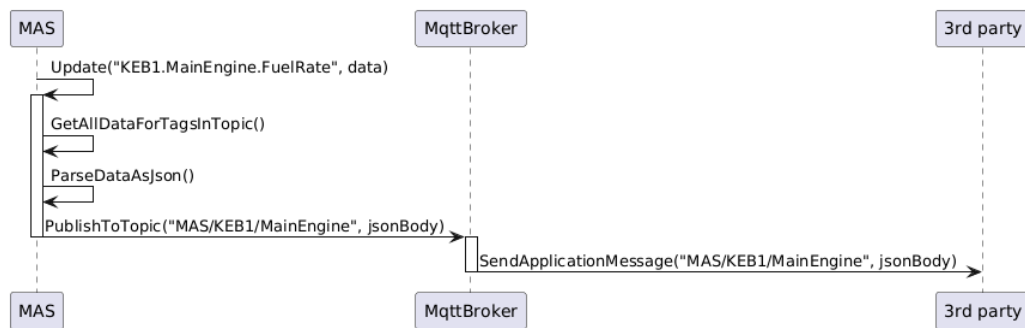 MAS
MqttBroker
3rd party
Update("KEB1.MainEngine.FuelRate", data)
GetAllDataForTagsInTopic()
ParseDataAsJson()
PublishToTopic("MAS/KEB1/MainEngine", jsonBody)
SendApplicationMessage("MAS/KEB1/MainEngine", jsonBody)
MAS
MqttBroker
3rd party